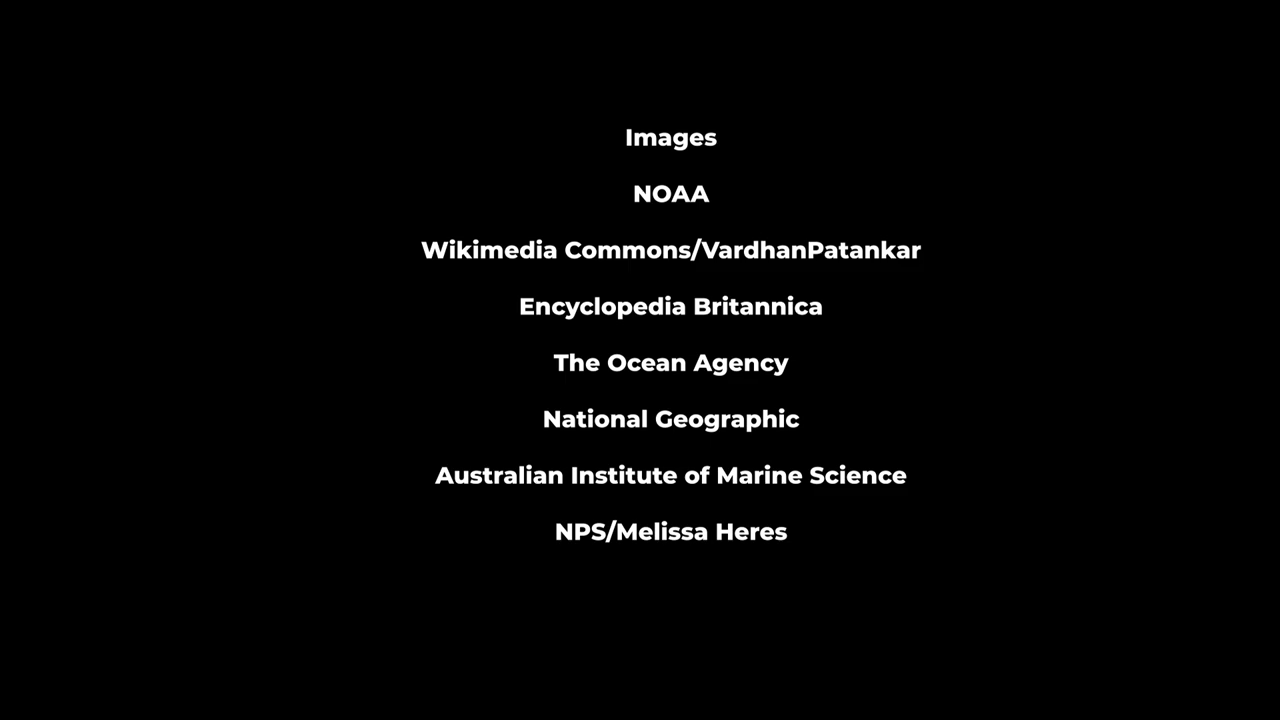 Images
NOAA
Wikimedia Commons/VardhanPatankar
Encyclopedia Britannica
The Ocean Agency
National Geographic
Australian Institute of Marine Science
NPS/Melissa Heres